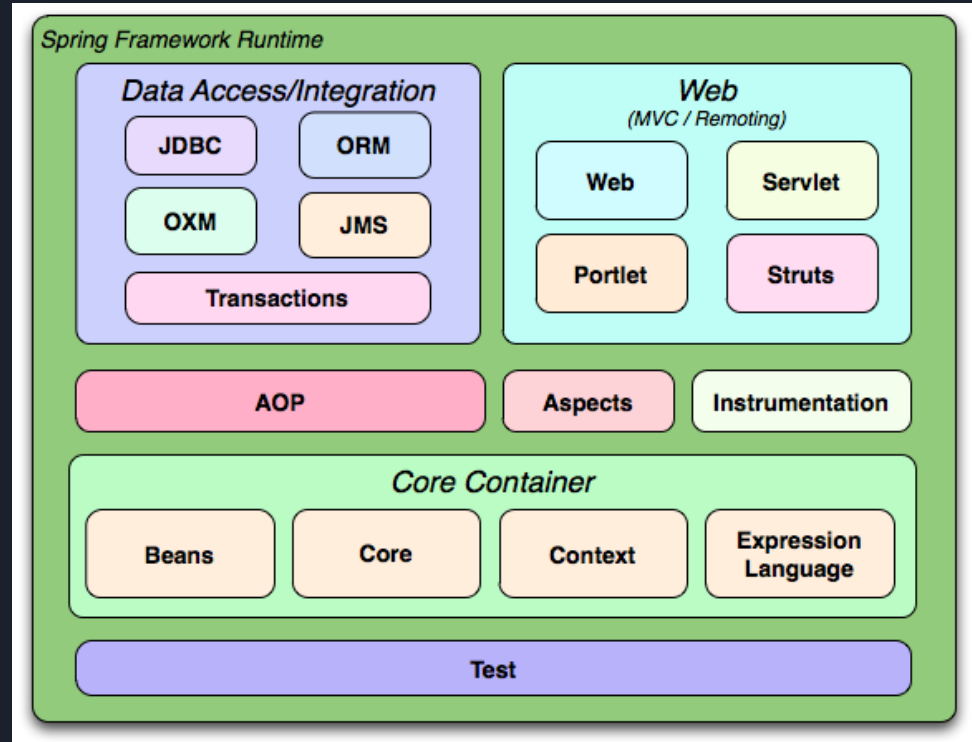 Spring Framework Runtime
Data Access/Integration
JDBC
ORM
OXM
JMS
Transactions
Web
(MVC / Remoting)
Web
Servlet
Portlet
Struts
AOP
Aspects
Instrumentation
Core Container
Beans
Core
Context
Expression
Language
Test